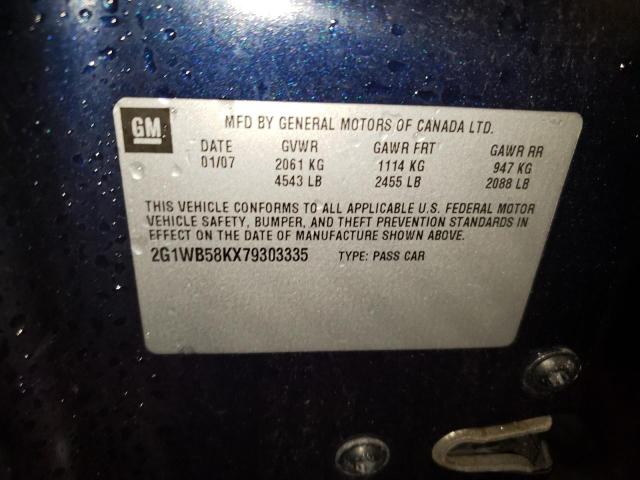 GM
MFD BY GENERAL MOTORS OF CANADA LTD.
DATE GVWR GAWR FRT GAWR RR
01/07 2061 KG 1114 KG 947 KG
4543 LB 2455 LB 2088 LB
THIS VEHICLE CONFORMS TO ALL APPLICABLE U.S. FEDERAL MOTOR
VEHICLE SAFETY, BUMPER, AND THEFT PREVENTION STANDARDS IN
EFFECT ON THE DATE OF MANUFACTURE SHOWN ABOVE.
2G1WB58KX79303335 TYPE: PASS CAR